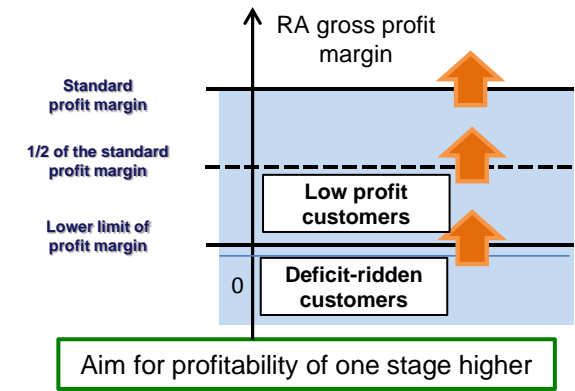 RA gross profit
margin
Standard
profit margin
1/2 of the standard
profit margin
Low profit
customers
Lower limit of
profit margin
0
Deficit-ridden
customers
Aim for profitability of one stage higher